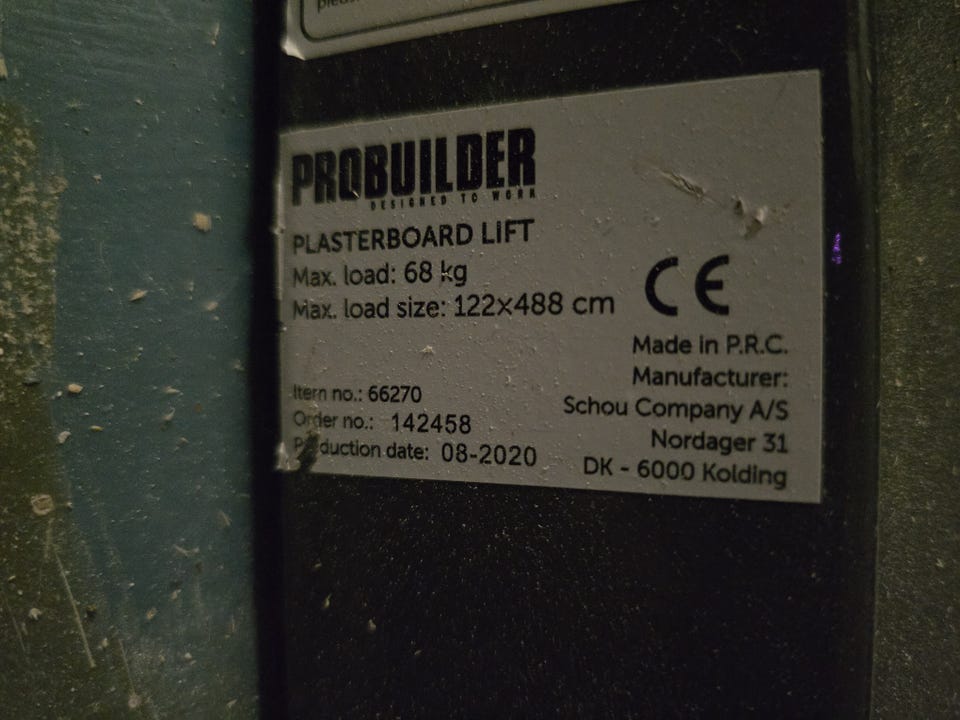 PROBUILDER
DESIGNED TO WORK
PLASTERBOARD LIFT
Max. load: 68 kg
Max. load size: 122x488 cm
CE
Made in P.R.C.
Manufacturer:
Schou Company A/S
Nordager 31
DK - 6000 Kolding
Item no.: 66270
Order no.: 142458
Production date: 08-2020